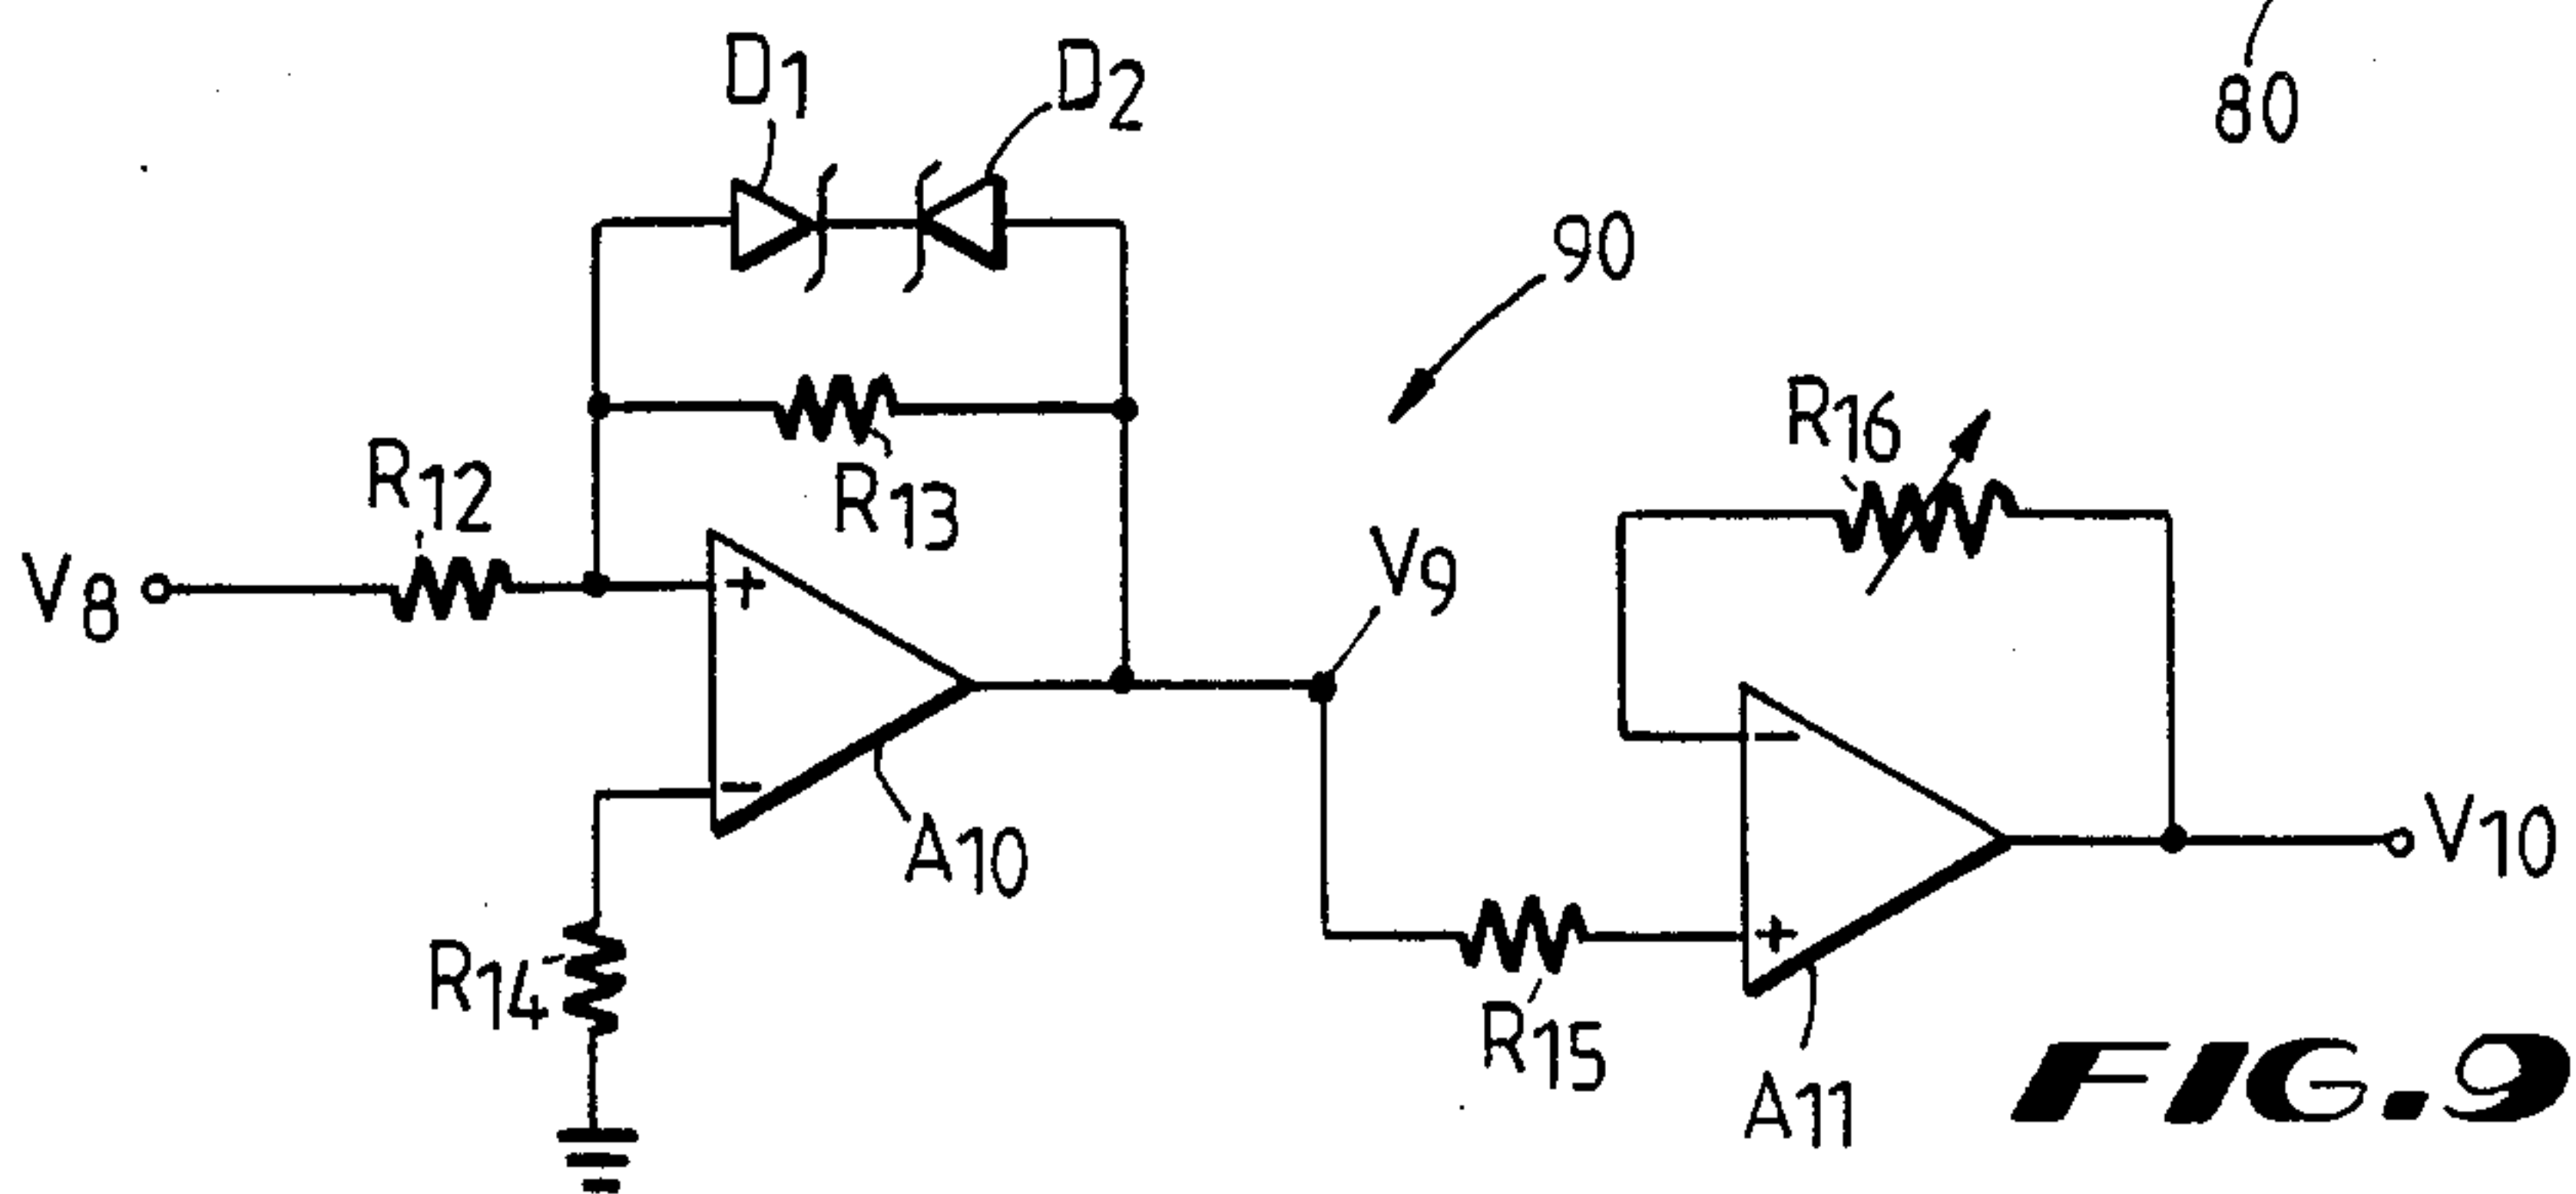 80
D1
D2
90
R12
R13
R16
V8
+
-
V9
A10
R14
-
+
R15
A11
V10
FIG.9